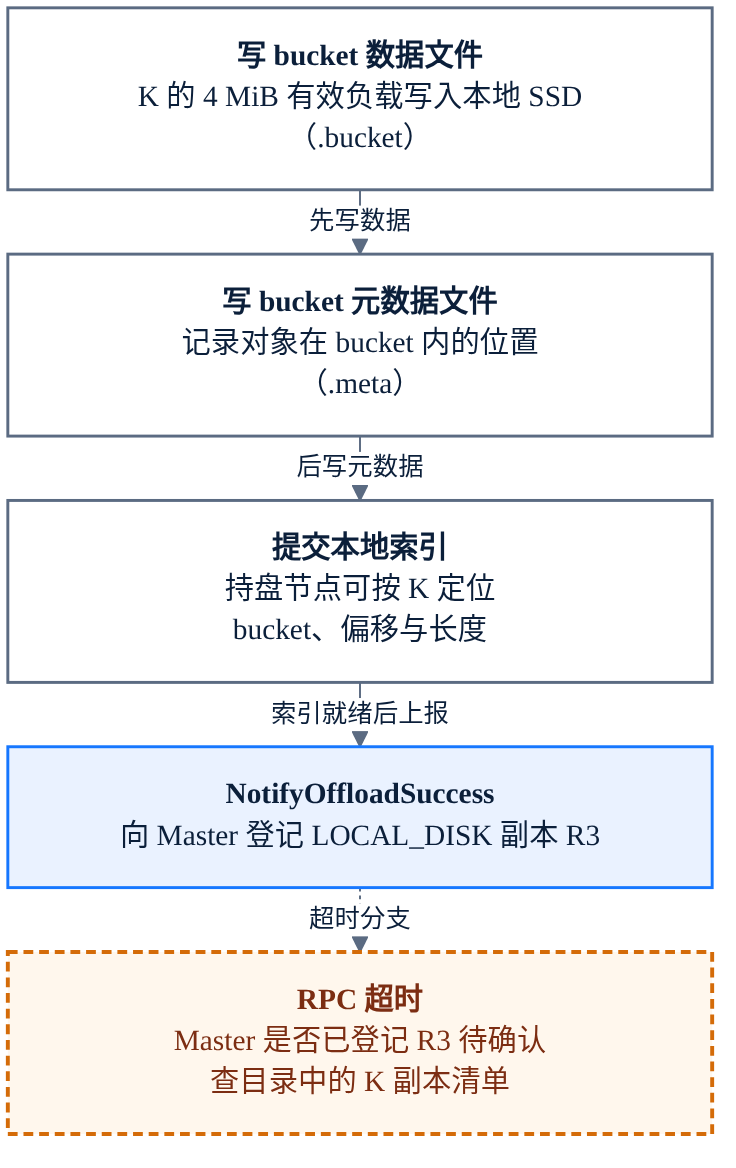 写 bucket 数据文件
K 的 4 MiB 有效负载写入本地 SSD
（.bucket）
先写数据
写 bucket 元数据文件
记录对象在 bucket 内的位置
（.meta）
后写元数据
提交本地索引
持盘节点可按 K 定位
bucket、偏移与长度
索引就绪后上报
NotifyOffloadSuccess
向 Master 登记 LOCAL_DISK 副本 R3
超时分支
RPC 超时
Master 是否已登记 R3 待确认
查目录中的 K 副本清单